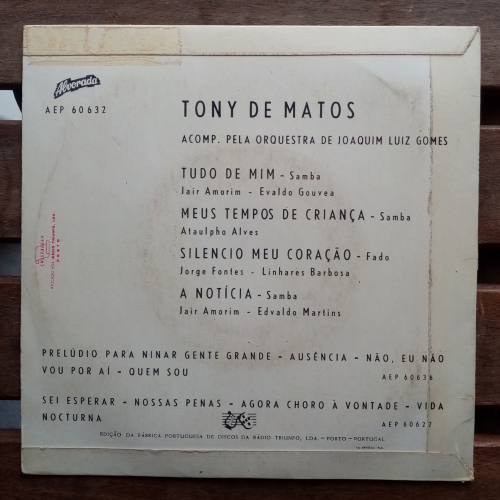 Alvorada
AEP 60632
TONY DE MATOS
ACOMP. PELA ORQUESTRA DE JOAQUIM LUIZ GOMES
TUDO DE MIM - Samba
Jair Amorim - Evaldo Gouvea
MEUS TEMPOS DE CRIANÇA - Samba
Ataulpho Alves
SILENCIO MEU CORAÇÃO - Fado
Jorge Fontes - Linhares Barbosa
A NOTÍCIA - Samba
Jair Amorim - Edvaldo Martins
PRELÚDIO PARA NINAR GENTE GRANDE - AUSÊNCIA - NÃO, EU NÃO
VOU POR AÍ - QUEM SOU
AEP 60636
SEI ESPERAR - NOSSAS PENAS - AGORA CHORO À VONTADE - VIDA
NOCTURNA
AEP 60627
EDIÇÃO DA FÁBRICA PORTUGUESA DE DISCOS DA RÁDIO TRIUNFO, LDA. - PORTO - PORTUGAL